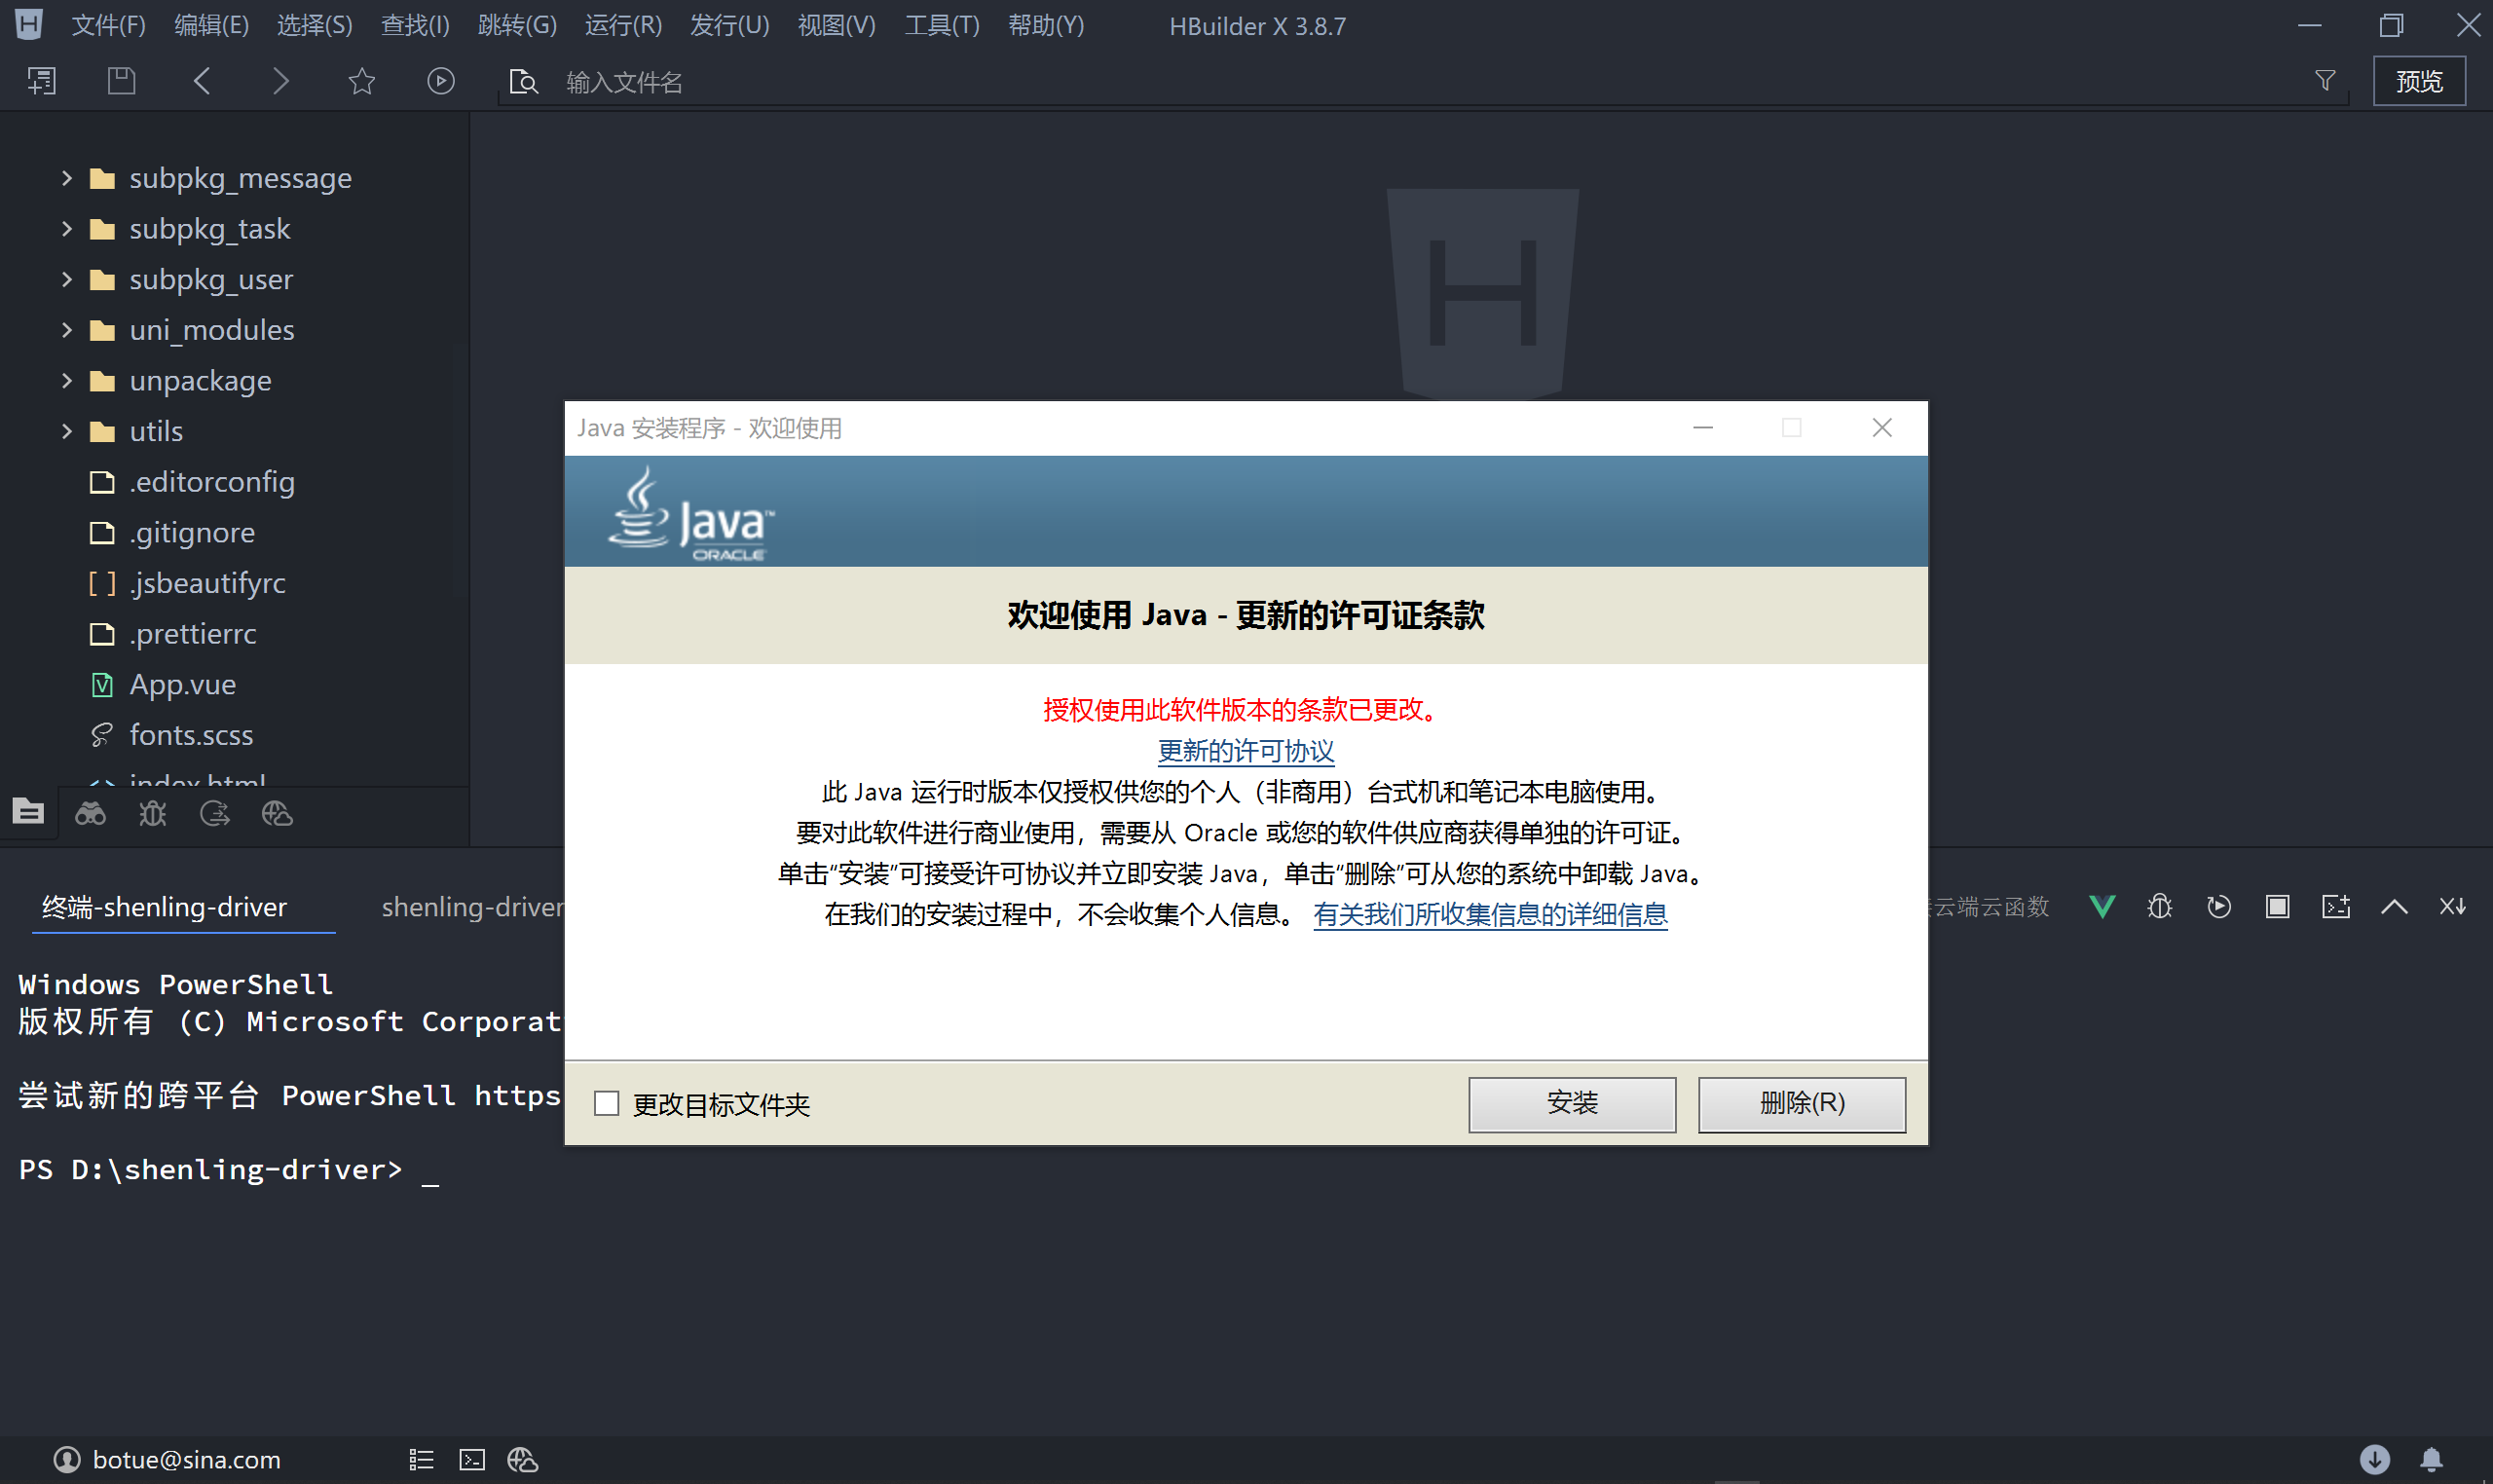 文件(F) 编辑(E) 选择(S) 查找(I) 跳转(G) 运行(R) 发行(U) 视图(V) 工具(T) 帮助(Y) HBuilder X 3.8.7
输入文件名 预览
subpkg_message
subpkg_task
subpkg_user
uni_modules
unpackage
utils
.editorconfig
.gitignore
.jsbeautifyrc
.prettierrc
App.vue
fonts.scss
index.html
Java 安装程序 - 欢迎使用
Java™
ORACLE
欢迎使用 Java - 更新的许可证条款
授权使用此软件版本的条款已更改。
更新的许可协议
此 Java 运行时版本仅授权供您的个人（非商用）台式机和笔记本电脑使用。
要对此软件进行商业使用，需要从 Oracle 或您的软件供应商获得单独的许可证。
单击“安装”可接受许可协议并立即安装 Java，单击“删除”可从您的系统中卸载 Java。
在我们的安装过程中，不会收集个人信息。 有关我们所收集信息的详细信息
更改目标文件夹 安装 删除(R)
终端-shenling-driver shenling-driver 云端云函数
Windows PowerShell
版权所有 (C) Microsoft Corporat
尝试新的跨平台 PowerShell https
PS D:\shenling-driver> _
botue@sina.com